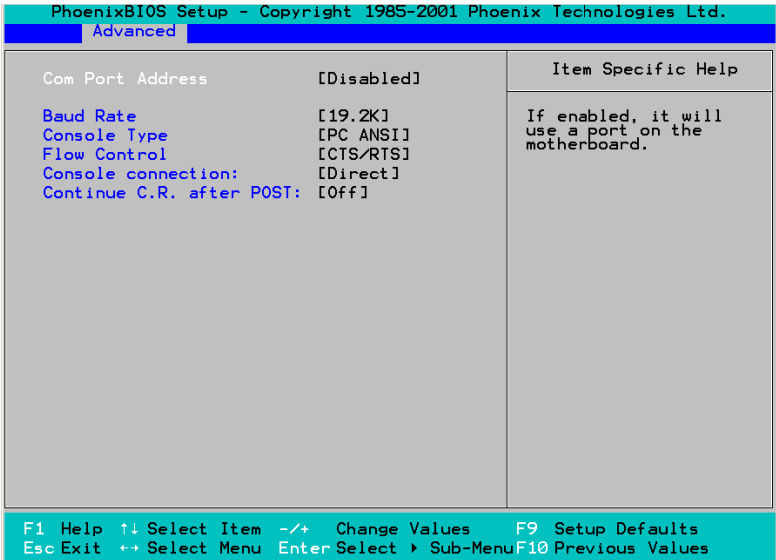 PhoenixBIOS Setup - Copyright 1985-2001 Phoenix Technologies Ltd.
Advanced
Com Port Address [Disabled]
Baud Rate [19.2K]
Console Type [PC ANSI]
Flow Control [CTS/RTS]
Console connection: [Direct]
Continue C.R. after POST: [Off]
Item Specific Help
If enabled, it will
use a port on the
motherboard.
F1 Help ↑↓ Select Item -/+ Change Values F9 Setup Defaults
Esc Exit ←→ Select Menu Enter Select ▸ Sub-Menu F10 Previous Values